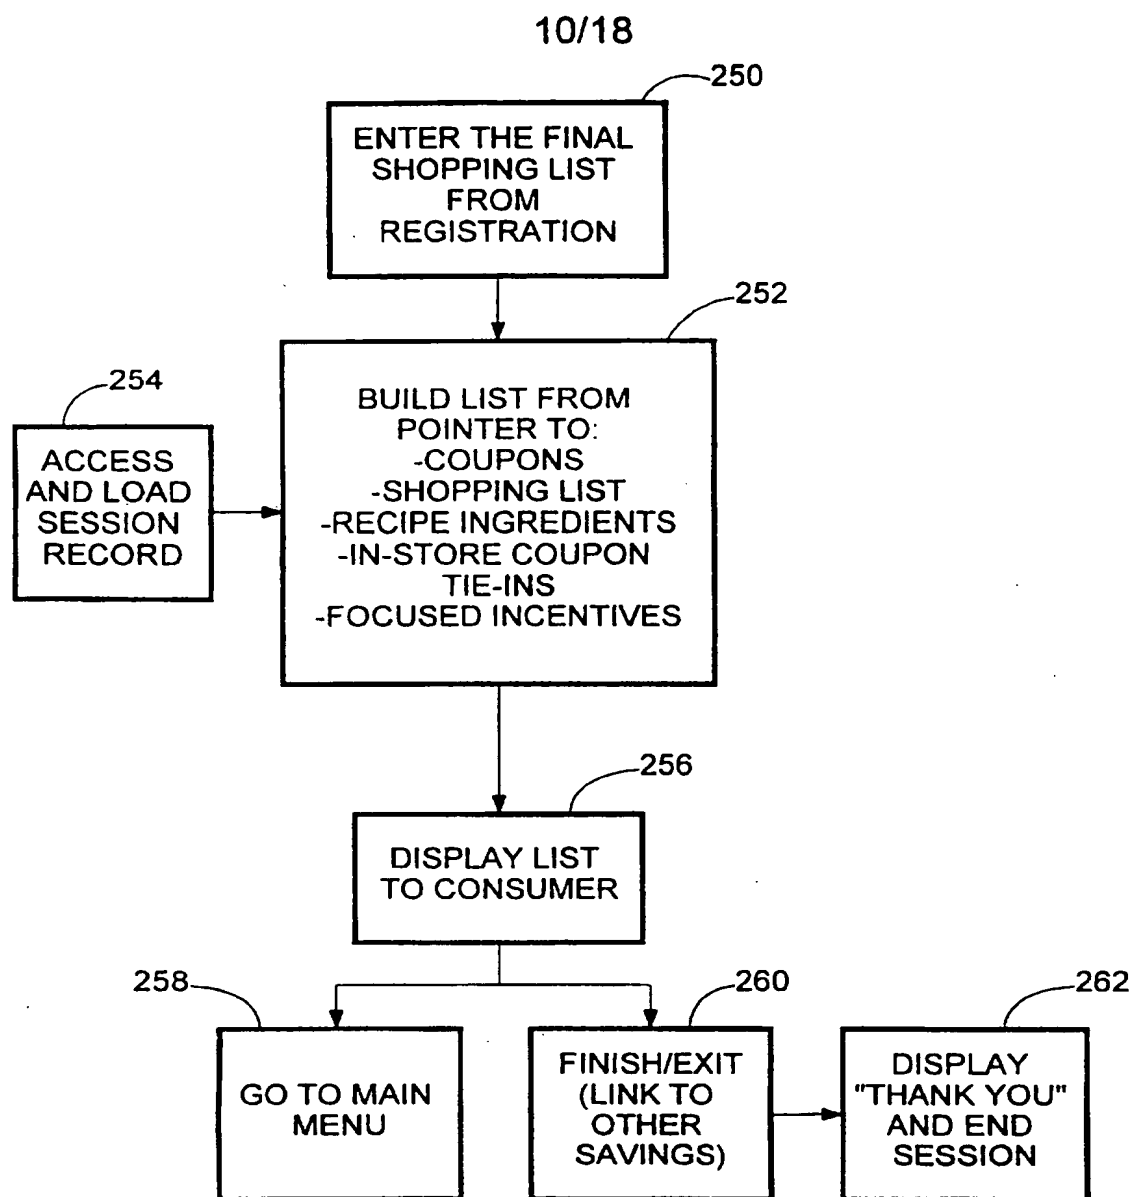 10/18
250
ENTER THE FINAL
SHOPPING LIST
FROM
REGISTRATION
252
BUILD LIST FROM
POINTER TO:
-COUPONS
-SHOPPING LIST
-RECIPE INGREDIENTS
-IN-STORE COUPON
TIE-INS
-FOCUSED INCENTIVES
254
ACCESS
AND LOAD
SESSION
RECORD
256
DISPLAY LIST
TO CONSUMER
258
GO TO MAIN
MENU
260
FINISH/EXIT
(LINK TO
OTHER
SAVINGS)
262
DISPLAY
"THANK YOU"
AND END
SESSION